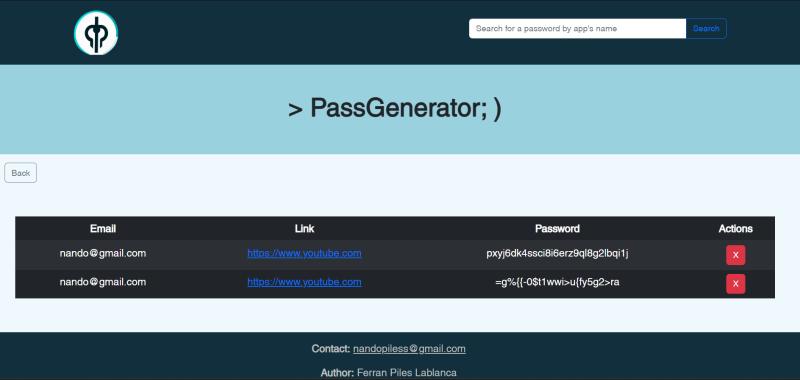 Search for a password by app's name Search
> PassGenerator; )
Back
Email Link Password Actions
nando@gmail.com https://www.youtube.com pxyj6dk4ssci8i6erz9ql8g2lbqi1j X
nando@gmail.com https://www.youtube.com =g%{{-0$t1wwi>u{fy5g2>ra X
Contact: nandopiless@gmail.com
Author: Ferran Piles Lablanca